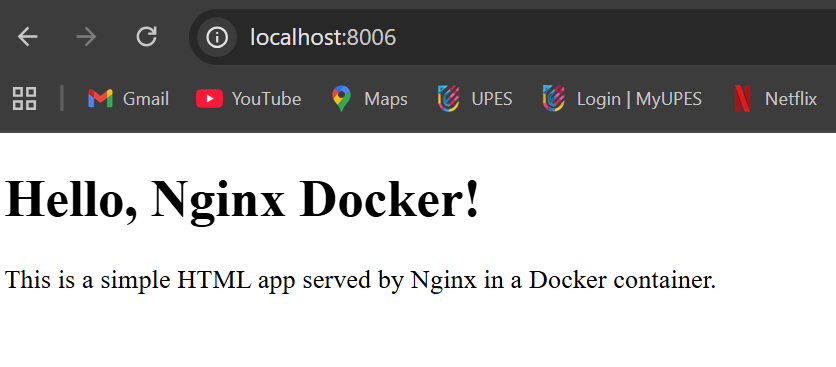 localhost:8006
Gmail YouTube Maps UPES Login | MyUPES Netflix
Hello, Nginx Docker!
This is a simple HTML app served by Nginx in a Docker container.